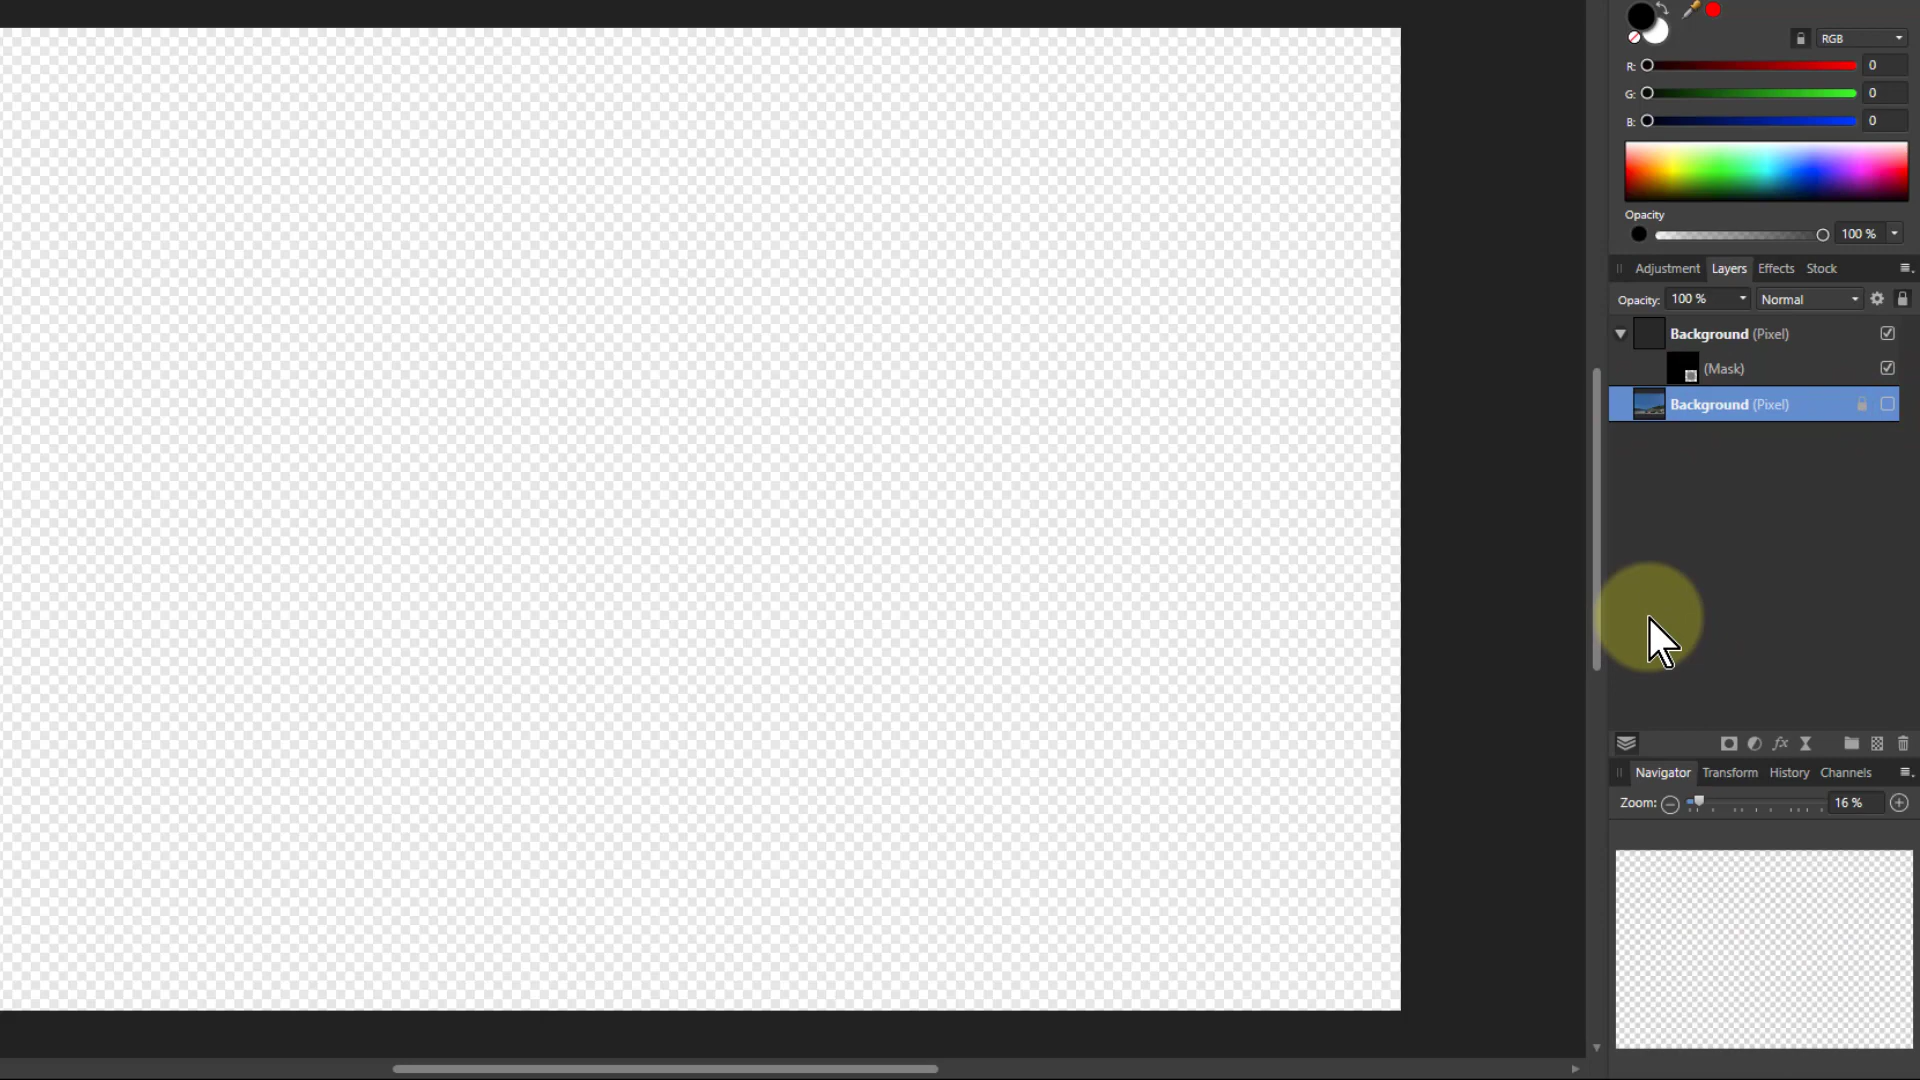 RGB
R: 0
G: 0
B: 0
Opacity
100 %
Adjustment Layers Effects Stock
Opacity: 100 % Normal
Background (Pixel)
(Mask)
Background (Pixel)
fx
Navigator Transform History Channels
Zoom: 16 %